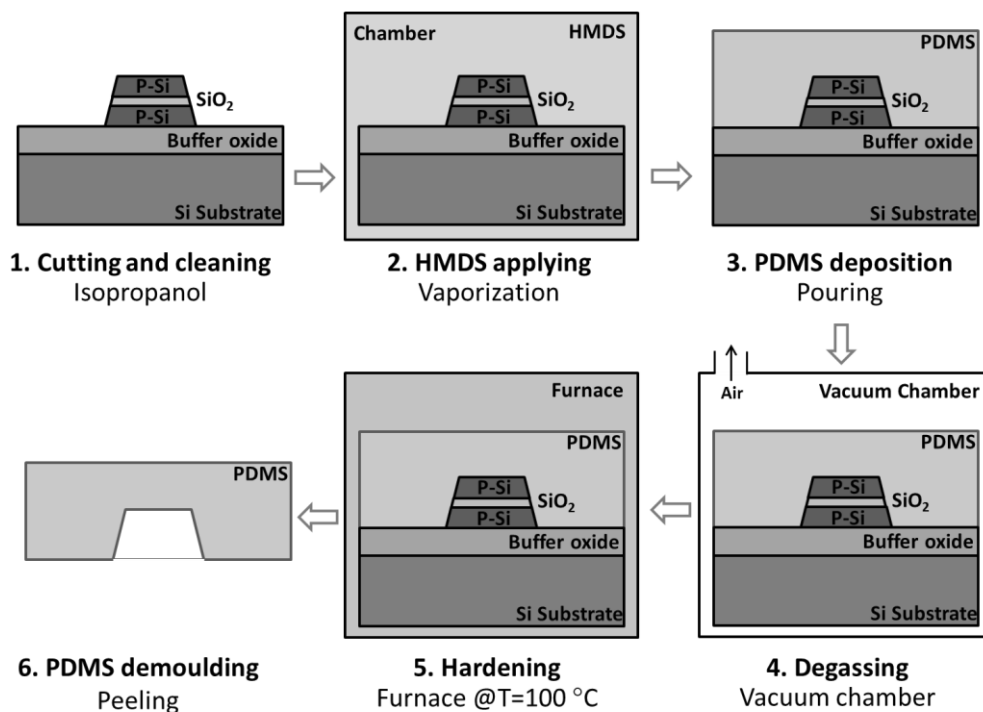 P-Si
SiO₂
P-Si
Buffer oxide
Si Substrate
1. Cutting and cleaning
Isopropanol
Chamber
HMDS
P-Si
SiO₂
P-Si
Buffer oxide
Si Substrate
2. HMDS applying
Vaporization
PDMS
P-Si
SiO₂
P-Si
Buffer oxide
Si Substrate
3. PDMS deposition
Pouring
Air
Vacuum Chamber
PDMS
P-Si
SiO₂
P-Si
Buffer oxide
Si Substrate
4. Degassing
Vacuum chamber
Furnace
PDMS
P-Si
SiO₂
P-Si
Buffer oxide
Si Substrate
5. Hardening
Furnace @T=100 °C
PDMS
6. PDMS demoulding
Peeling